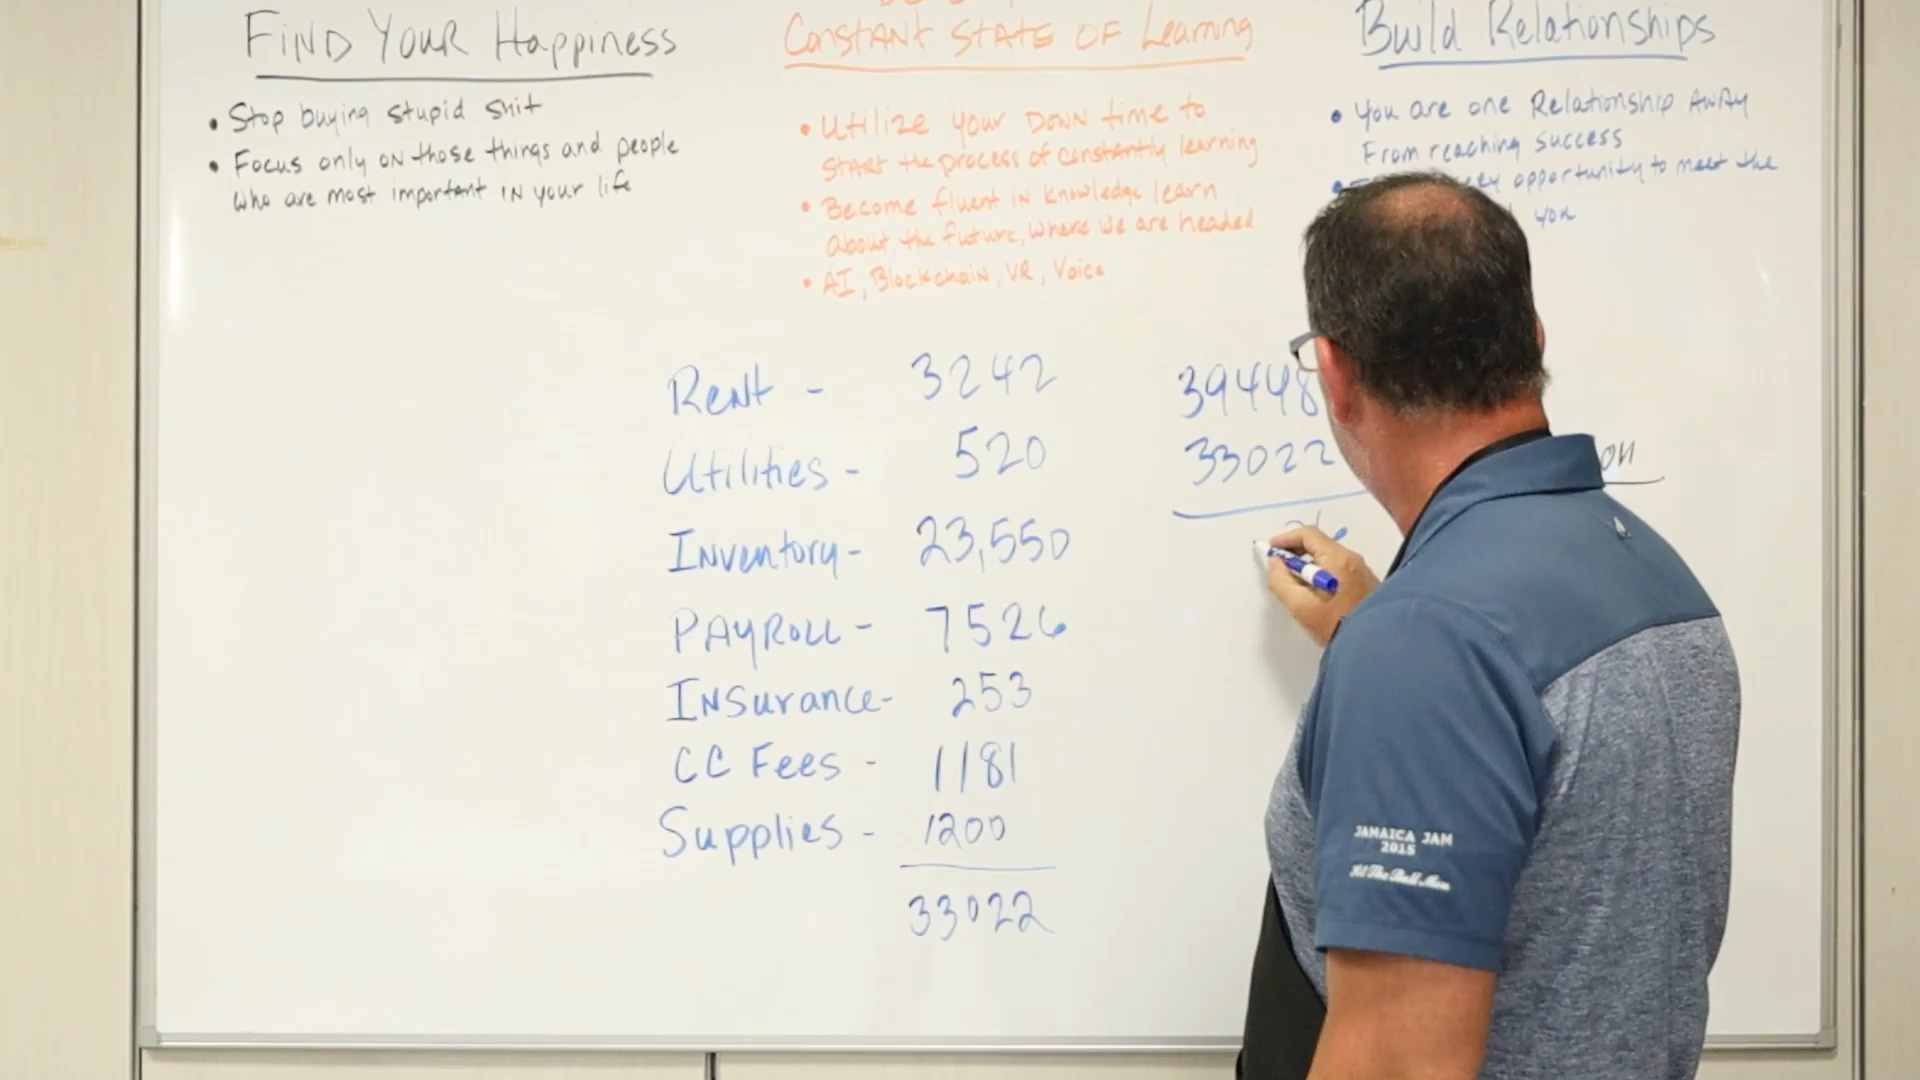 FIND YOUR Happiness
Stop buying stupid shit
Focus only on those things and people
who are most important in your life
Constant State of Learning
Utilize your down time to
start the process of constantly learning
Become fluent in knowledge learn
about the future, where we are headed
AI, Blockchain, VR, Voice
Build Relationships
You are one Relationship Away
From reaching success
opportunity to meet the
you
Rent - 3242
Utilities - 520
Inventory - 23,550
PAYROLL - 7526
Insurance - 253
CC Fees - 1181
Supplies - 1200
33022
39448
33022
26
JAMAICA JAM
2015